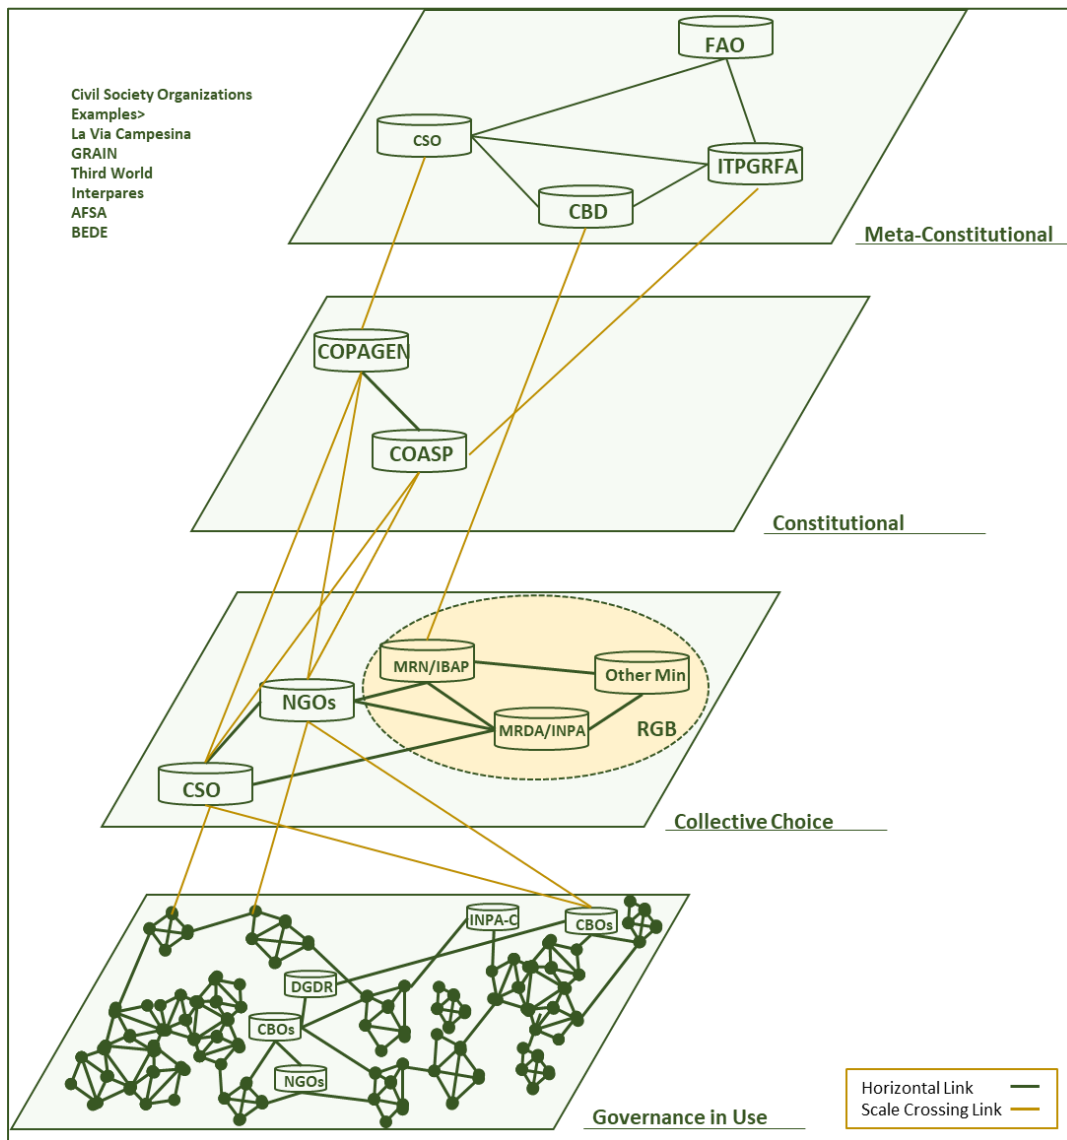 FAO
Civil Society Organizations
Examples>
La Via Campesina
GRAIN
Third World
Interpares
AFSA
BEDE
CSO
ITPGRFA
CBD
Meta-Constitutional
COPAGEN
COASP
Constitutional
MRN/IBAP
Other Min
NGOs
MRDA/INPA
RGB
CSO
Collective Choice
INPA-C
CBOs
DGDR
CBOs
NGOs
Governance in Use
Horizontal Link
Scale Crossing Link